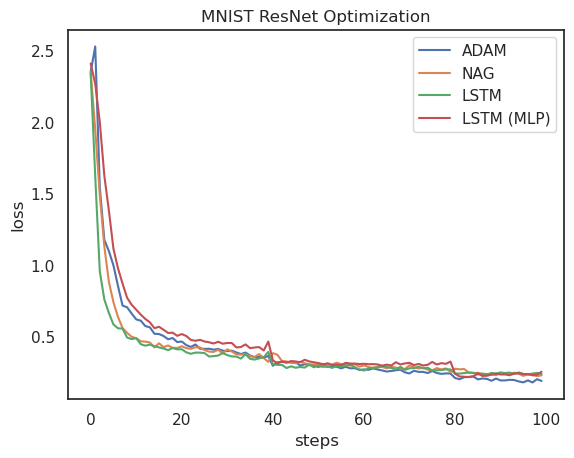 MNIST ResNet Optimization
ADAM
NAG
LSTM
LSTM (MLP)
2.5
2.0
1.5
1.0
0.5
loss
0 20 40 60 80 100
steps